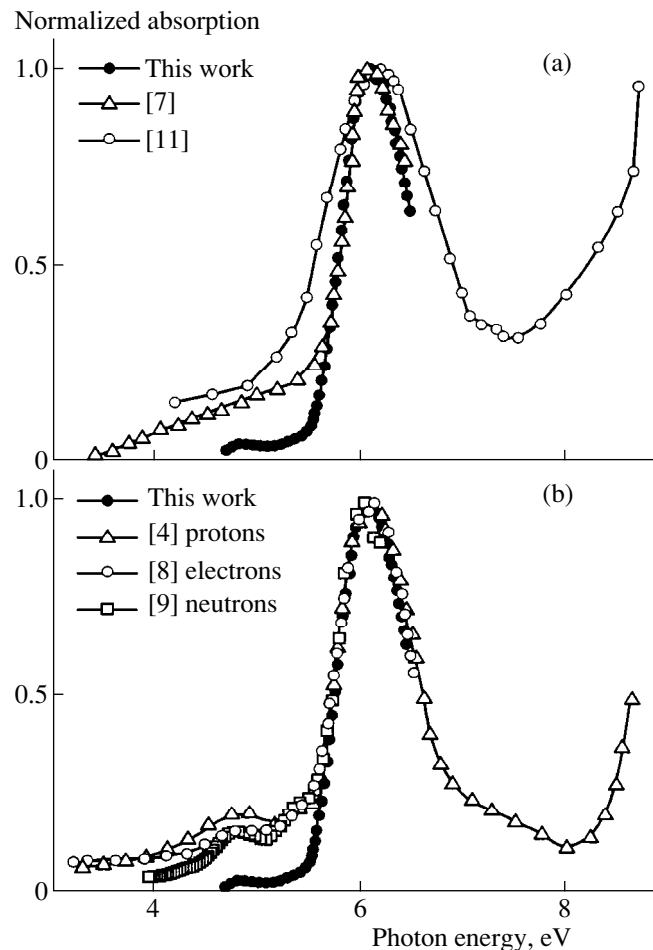 Normalized absorption
1.0
This work
(a)
[7]
[11]
0.5
0
1.0
This work
(b)
[4] protons
[8] electrons
[9] neutrons
0.5
0
4
6
8
Photon energy, eV